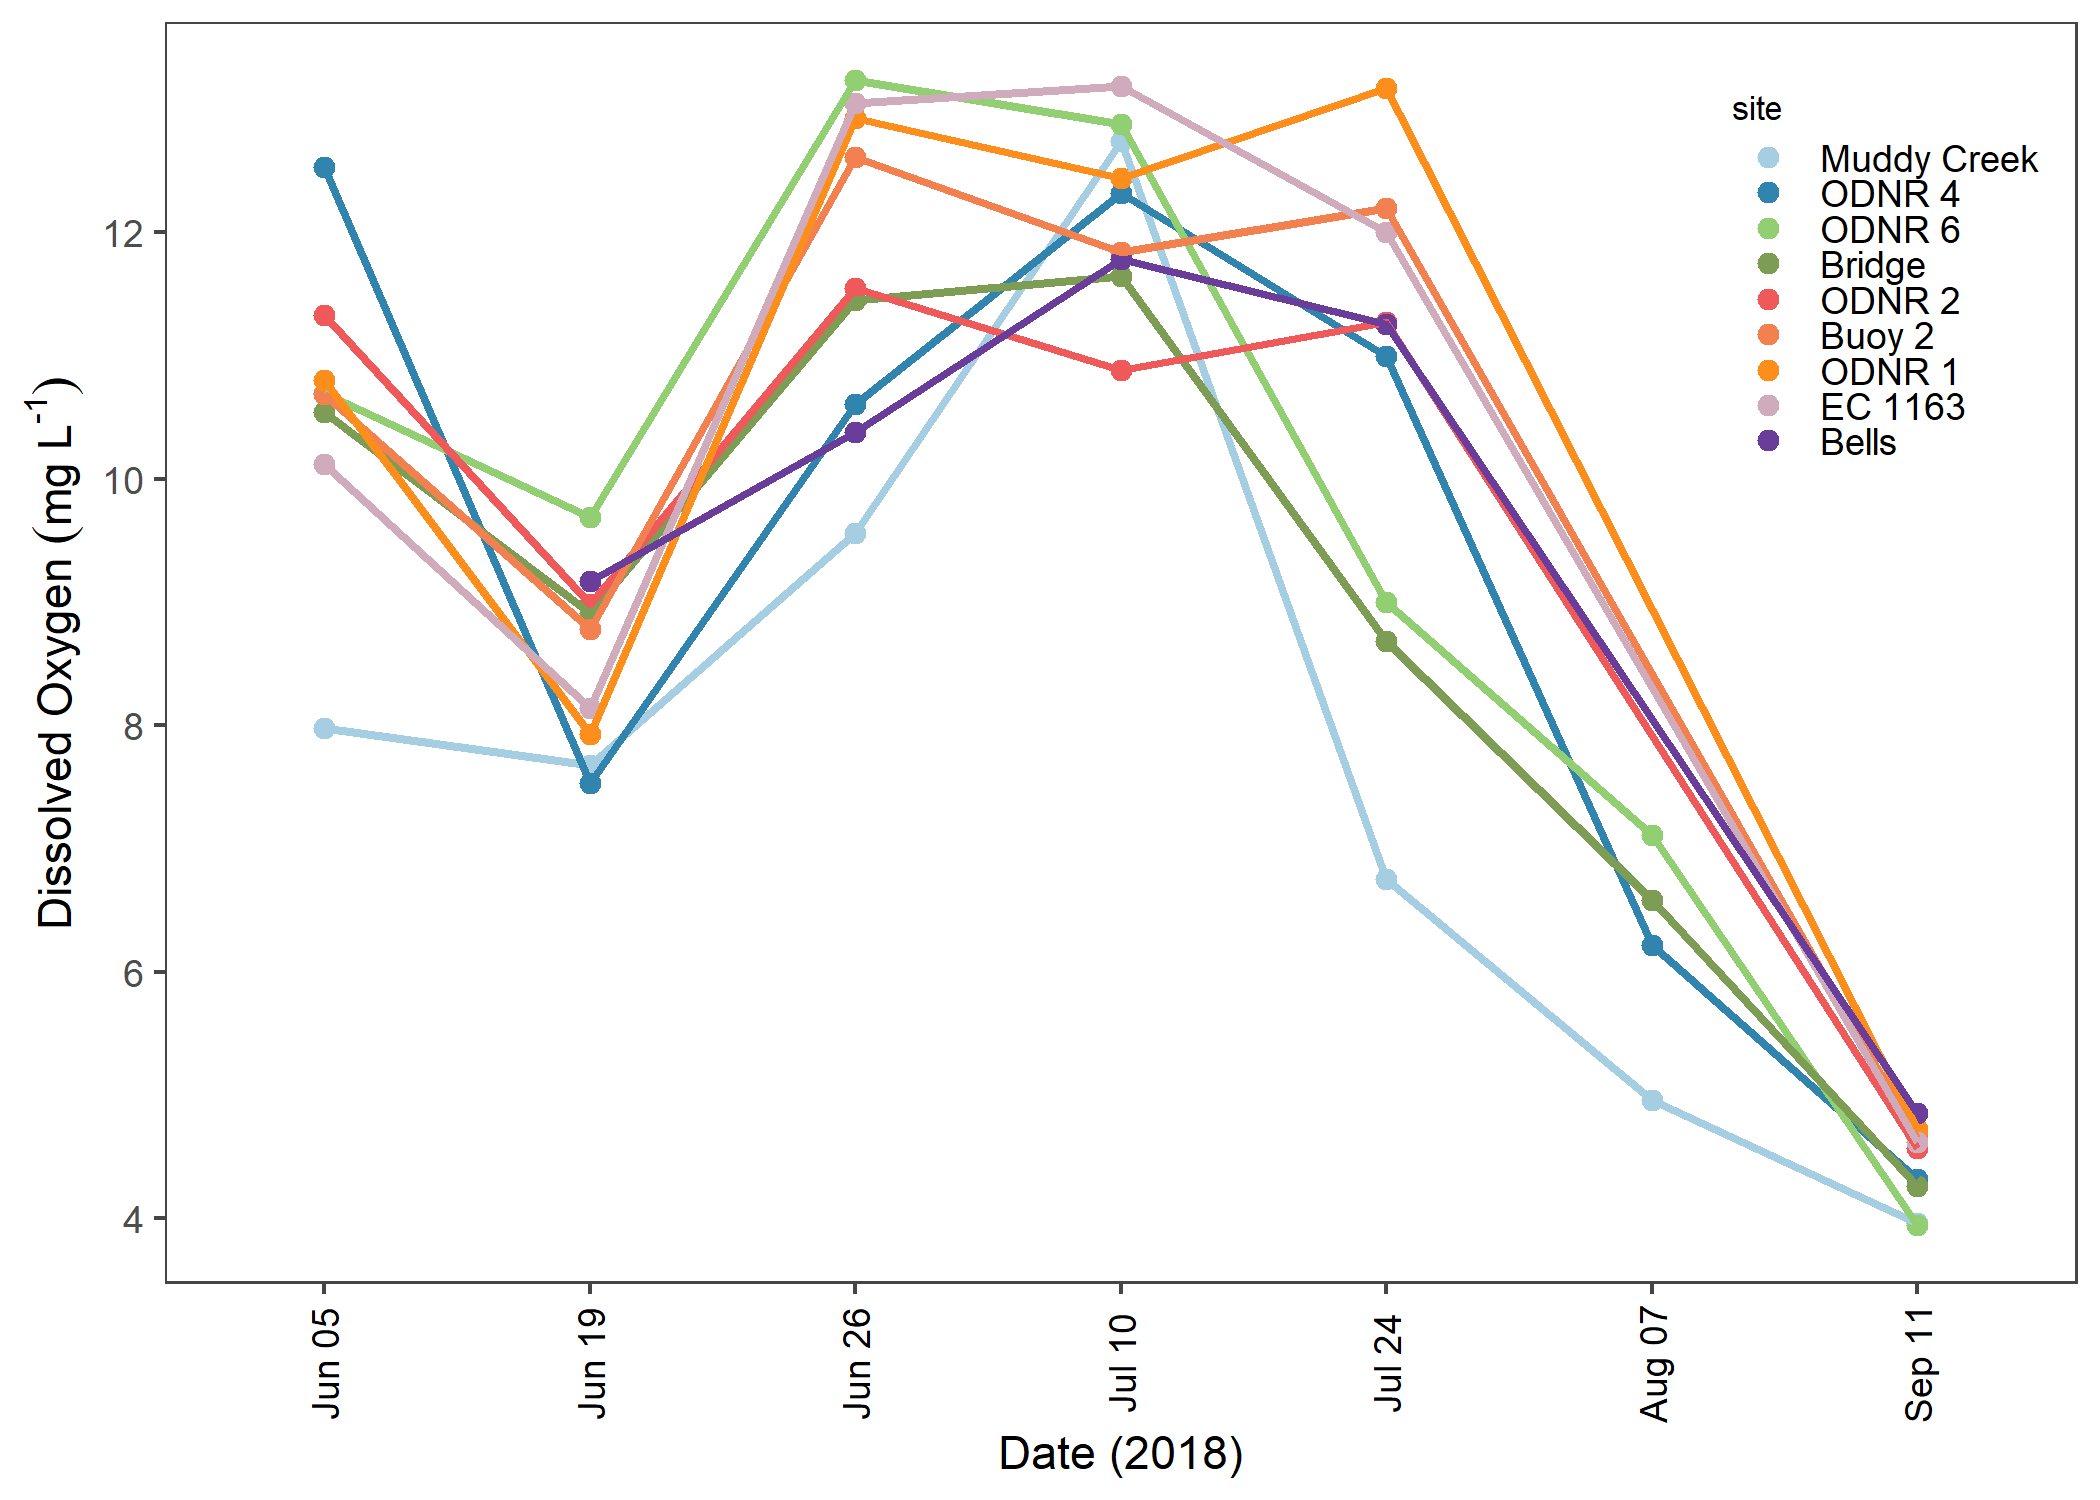 site
Muddy Creek
ODNR 4
ODNR 6
Bridge
ODNR 2
Buoy 2
ODNR 1
EC 1163
Bells
12
10
8
6
4
Dissolved Oxygen (mg L⁻¹)
Jun 05
Jun 19
Jun 26
Jul 10
Jul 24
Aug 07
Sep 11
Date (2018)